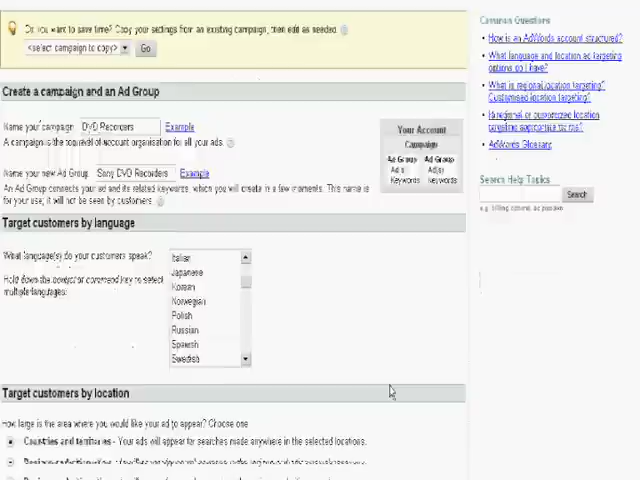 Do you want to save time? Copy your settings from an existing campaign, then edit as needed.
<select campaign to copy> Go
Create a campaign and an Ad Group
Name your campaign DVD Recorders Example
A campaign is the top level of account organisation for all your ads.
Name your new Ad Group Sony DVD Recorders Example
An Ad Group connects your ad and its related keywords, which you will create in a few moments. This name is
for your use; it will not be seen by customers.
Your Account
Campaign
Ad Group Ad Group
Ad(s) Ad(s)
Keywords Keywords
Target customers by language
What language(s) do your customers speak?
Hold down the control or command key to select
multiple languages.
Italian
Japanese
Korean
Norwegian
Polish
Russian
Spanish
Swedish
Target customers by location
How large is the area where you would like your ad to appear? Choose one
Countries and territories - Your ads will appear for searches made anywhere in the selected locations.
Common Questions
How is an AdWords account structured?
What language and location ad targeting
options do I have?
What is regional location targeting?
Customised location targeting?
Is regional or customized location
targeting appropriate for me?
AdWords Glossary
Search Help Topics
Search
e.g. billing options, ad position